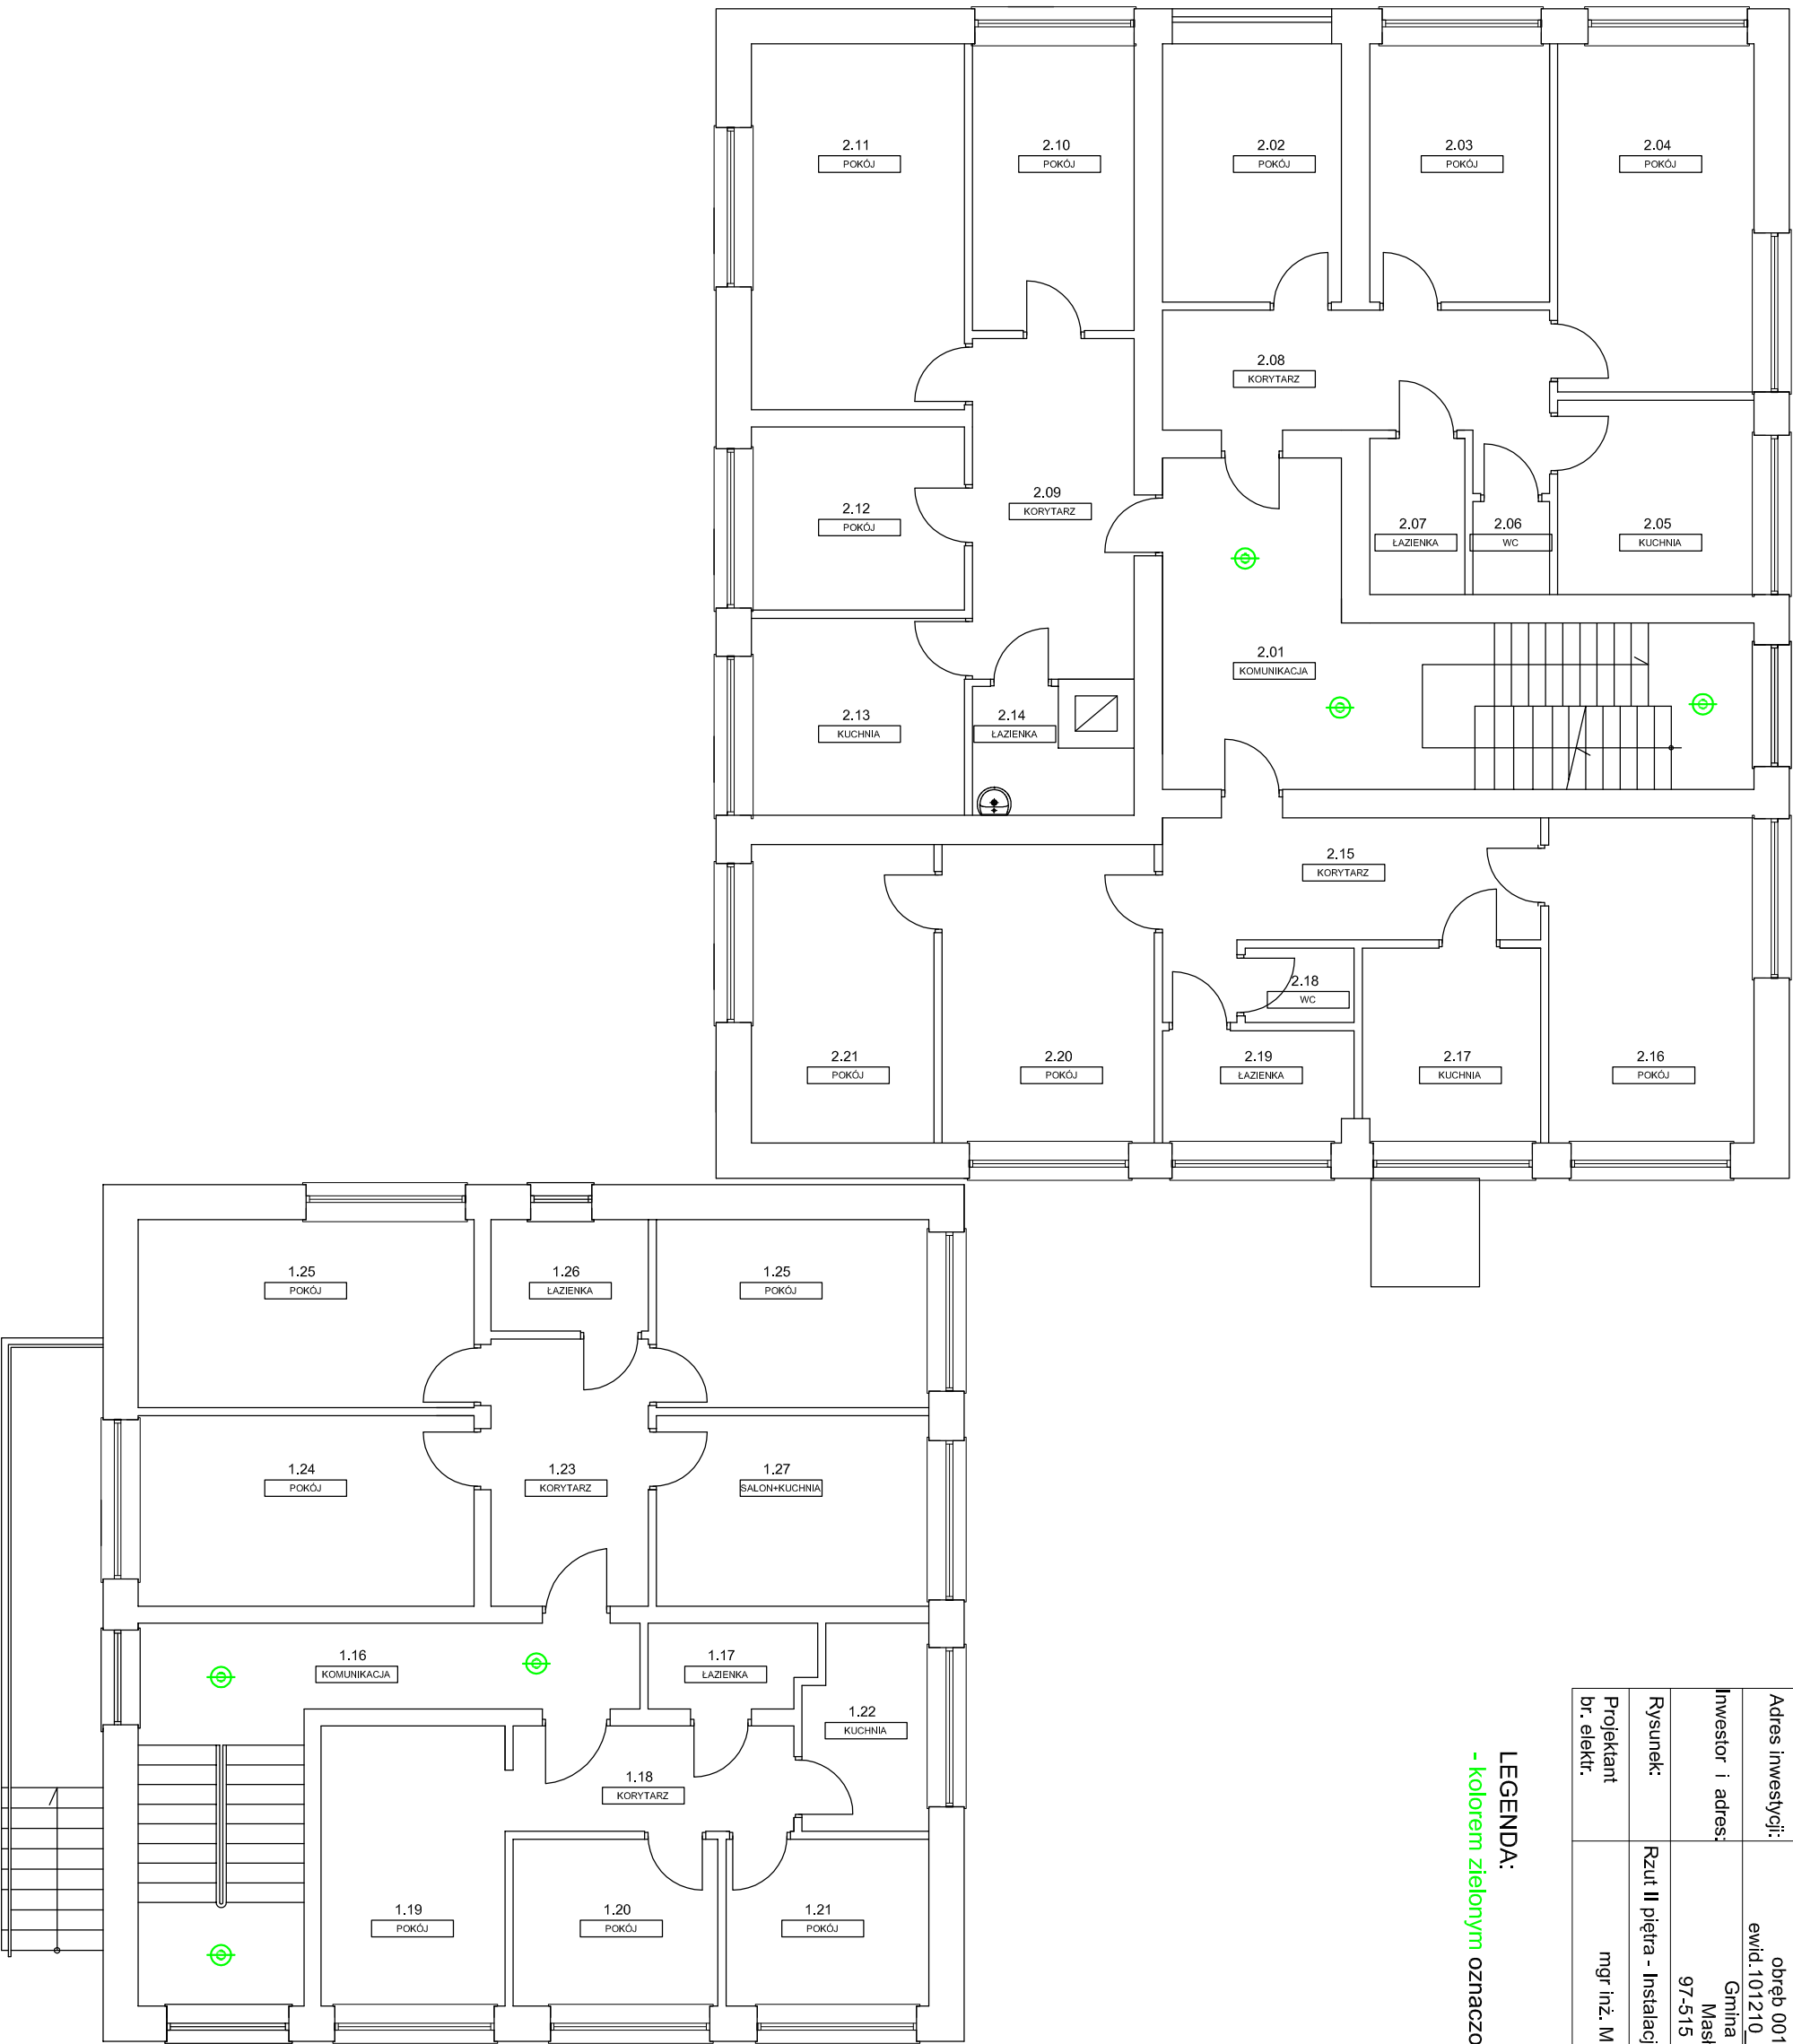 2.11
POKÓJ
2.10
POKÓJ
2.02
POKÓJ
2.03
POKÓJ
2.04
POKÓJ
2.08
KORYTARZ
2.09
KORYTARZ
2.12
POKÓJ
2.07
ŁAZIENKA
2.06
WC
2.05
KUCHNIA
2.01
KOMUNIKACJA
2.13
KUCHNIA
2.14
ŁAZIENKA
2.15
KORYTARZ
2.18
WC
2.21
POKÓJ
2.20
POKÓJ
2.19
ŁAZIENKA
2.17
KUCHNIA
2.16
POKÓJ
1.25
POKÓJ
1.26
ŁAZIENKA
1.25
POKÓJ
1.24
POKÓJ
1.23
KORYTARZ
1.27
SALON+KUCHNIA
1.16
KOMUNIKACJA
1.17
ŁAZIENKA
1.22
KUCHNIA
1.18
KORYTARZ
1.19
POKÓJ
1.20
POKÓJ
1.21
POKÓJ
Adres inwestycji:
obręb 001
ewid.101210_
Inwestor i adres:
Gmina
Masł
97-515
Rysunek:
Rzut II piętra - Instalacj
Projektant
br. elektr.
mgr inż. M
LEGENDA:
- kolorem zielonym oznaczo